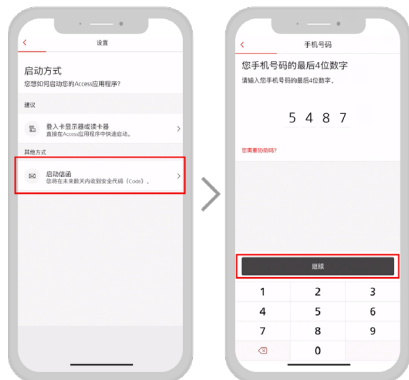 设置
启动方式
您想如何启动您的Access应用程序?
建议
登入卡显示器或读卡器
直接在Access应用程序中快速启动。
其他方式
启动信函
您将在未来数天内收到安全代码（Code）。
手机号码
您手机号码的最后4位数字
请输入您手机号码的最后4位数字。
5 4 8 7
您需要协助吗?
继续
1 2 3
4 5 6
7 8 9
0